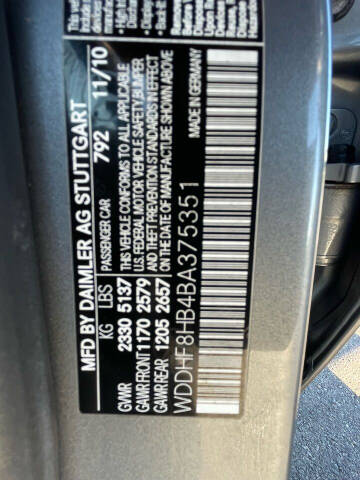 MFD BY DAIMLER AG STUTTGART
KG LBS PASSENGER CAR 792 11/10
GVWR 2330 5137 THIS VEHICLE CONFORMS TO ALL APPLICABLE
GAWR FRONT 1170 2579 U.S. FEDERAL MOTOR VEHICLE SAFETY, BUMPER
GAWR REAR 1205 2657 AND THEFT PREVENTION STANDARDS IN EFFECT
ON THE DATE OF MANUFACTURE SHOWN ABOVE
WDDHF8HB4BA375351 MADE IN GERMANY